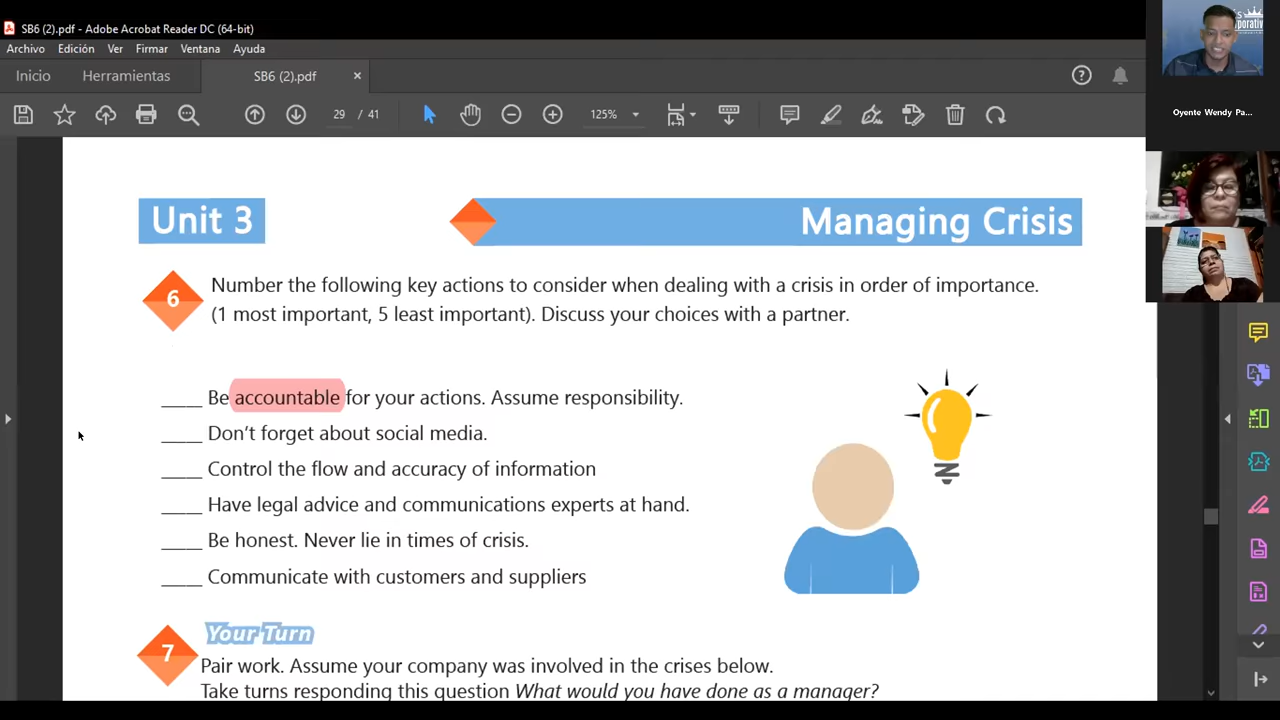 SB6 (2).pdf - Adobe Acrobat Reader DC (64-bit)
Archivo Edición Ver Firmar Ventana Ayuda
Inicio Herramientas SB6 (2).pdf ×
29 / 41 125%
Oyente Wendy Pa...
Unit 3
Managing Crisis
6 Number the following key actions to consider when dealing with a crisis in order of importance.
(1 most important, 5 least important). Discuss your choices with a partner.
____ Be accountable for your actions. Assume responsibility.
____ Don't forget about social media.
____ Control the flow and accuracy of information
____ Have legal advice and communications experts at hand.
____ Be honest. Never lie in times of crisis.
____ Communicate with customers and suppliers
7 Your Turn
Pair work. Assume your company was involved in the crises below.
Take turns responding this question What would you have done as a manager?